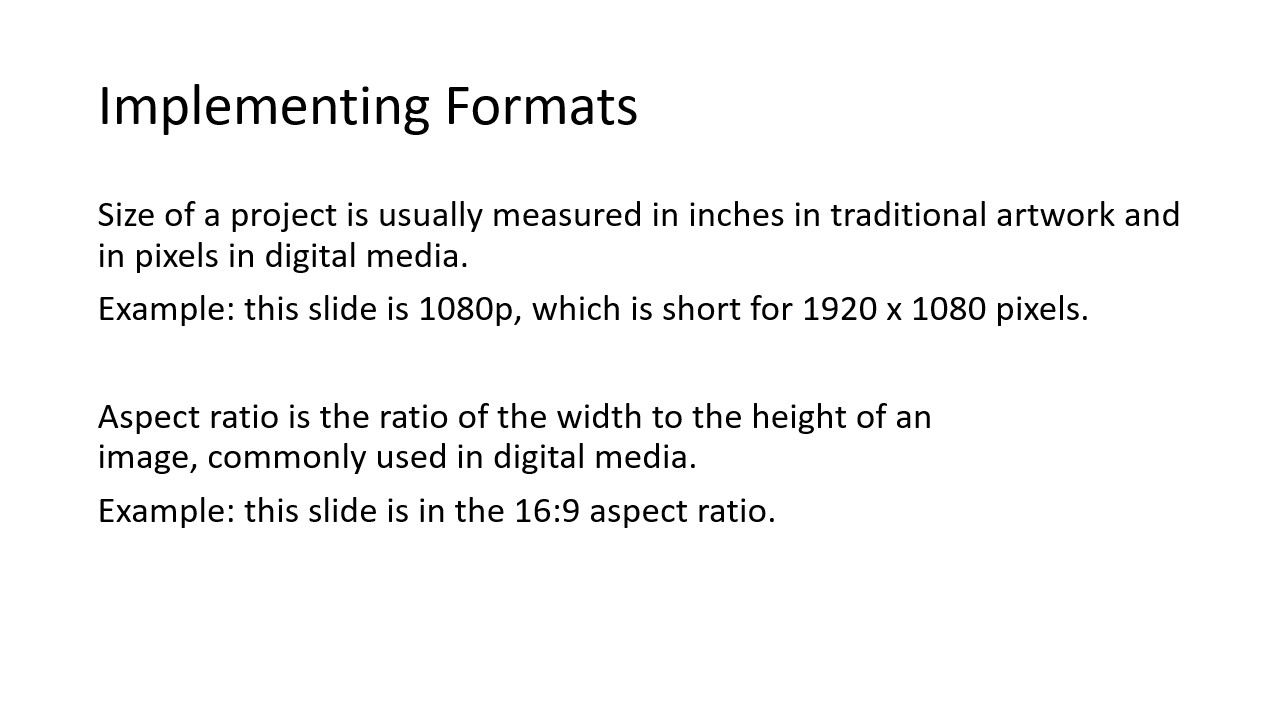 Implementing Formats
Size of a project is usually measured in inches in traditional artwork and
in pixels in digital media.
Example: this slide is 1080p, which is short for 1920 x 1080 pixels.
Aspect ratio is the ratio of the width to the height of an
image, commonly used in digital media.
Example: this slide is in the 16:9 aspect ratio.